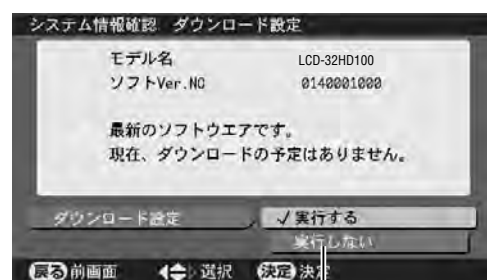 システム情報確認 ダウンロード設定
モデル名 LCD-32HD100
ソフトVer.NO 0140001000
最新のソフトウエアです。
現在、ダウンロードの予定はありません。
ダウンロード設定 ✓実行する
実行しない
戻る 前画面 選択 決定 決定